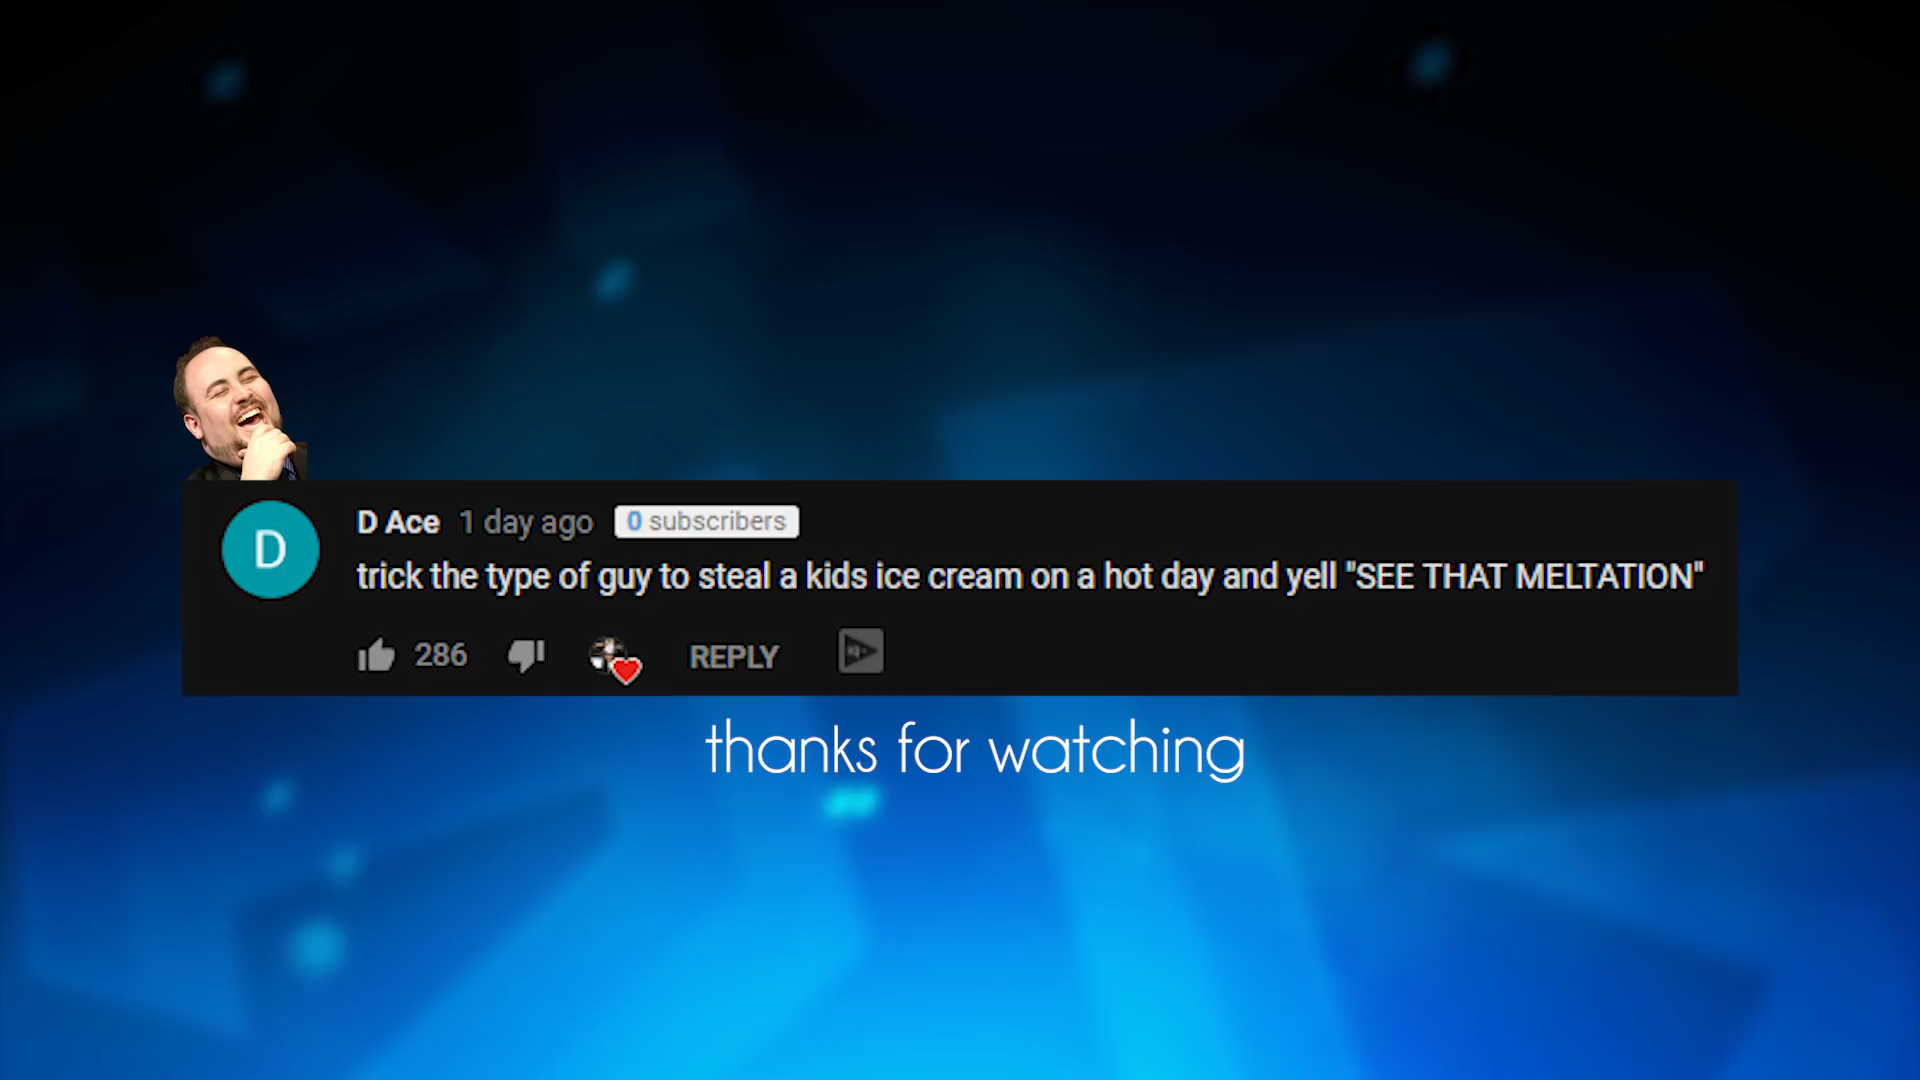 D Ace 1 day ago 0 subscribers
D
trick the type of guy to steal a kids ice cream on a hot day and yell "SEE THAT MELTATION"
286 REPLY
thanks for watching